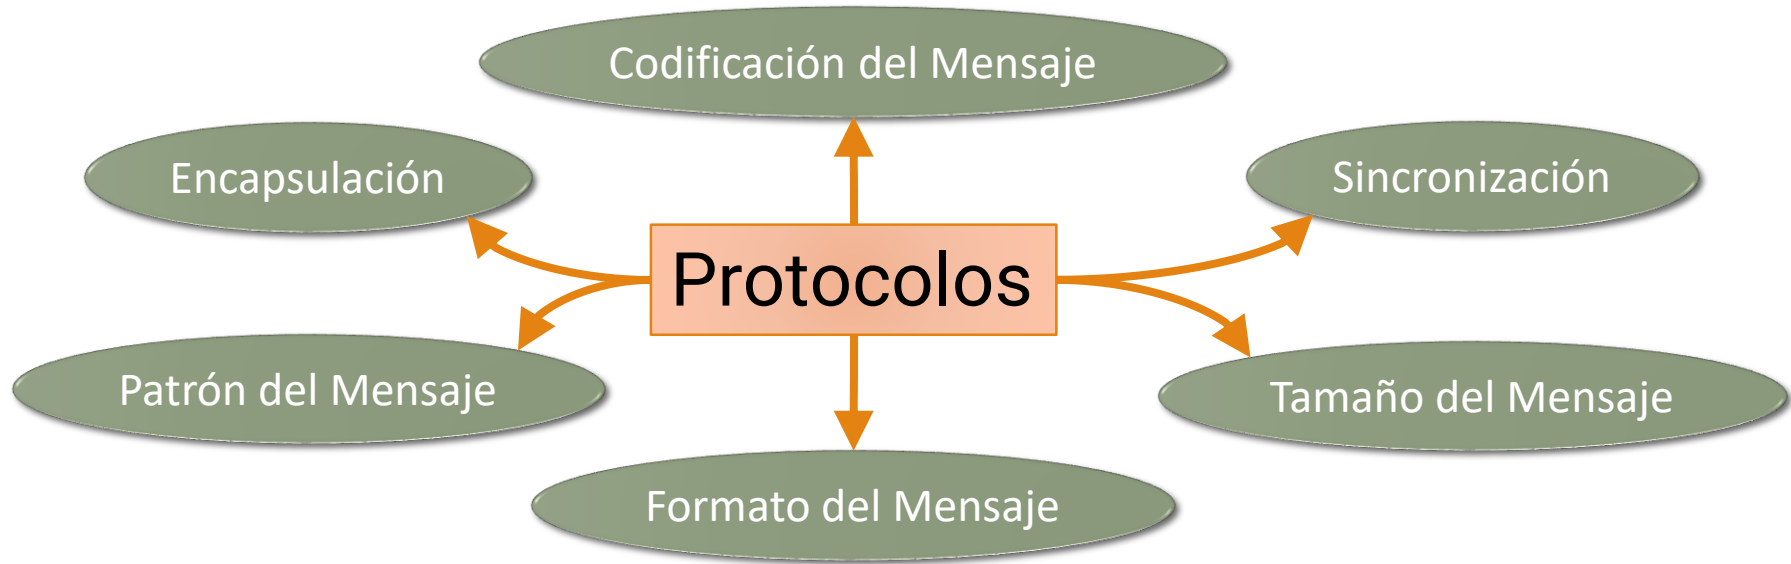 Codificación del Mensaje
Encapsulación
Sincronización
Protocolos
Patrón del Mensaje
Tamaño del Mensaje
Formato del Mensaje